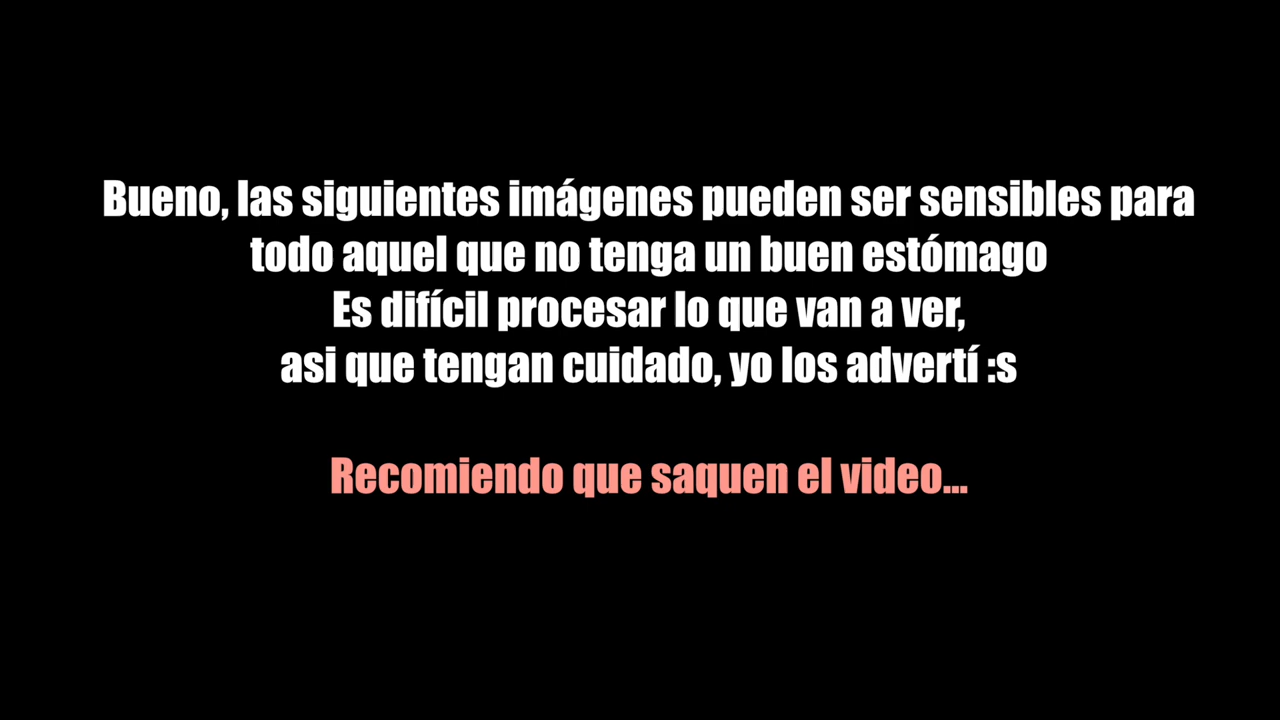 Bueno, las siguientes imágenes pueden ser sensibles para
todo aquel que no tenga un buen estómago
Es difícil procesar lo que van a ver,
asi que tengan cuidado, yo los advertí :s
Recomiendo que saquen el video...